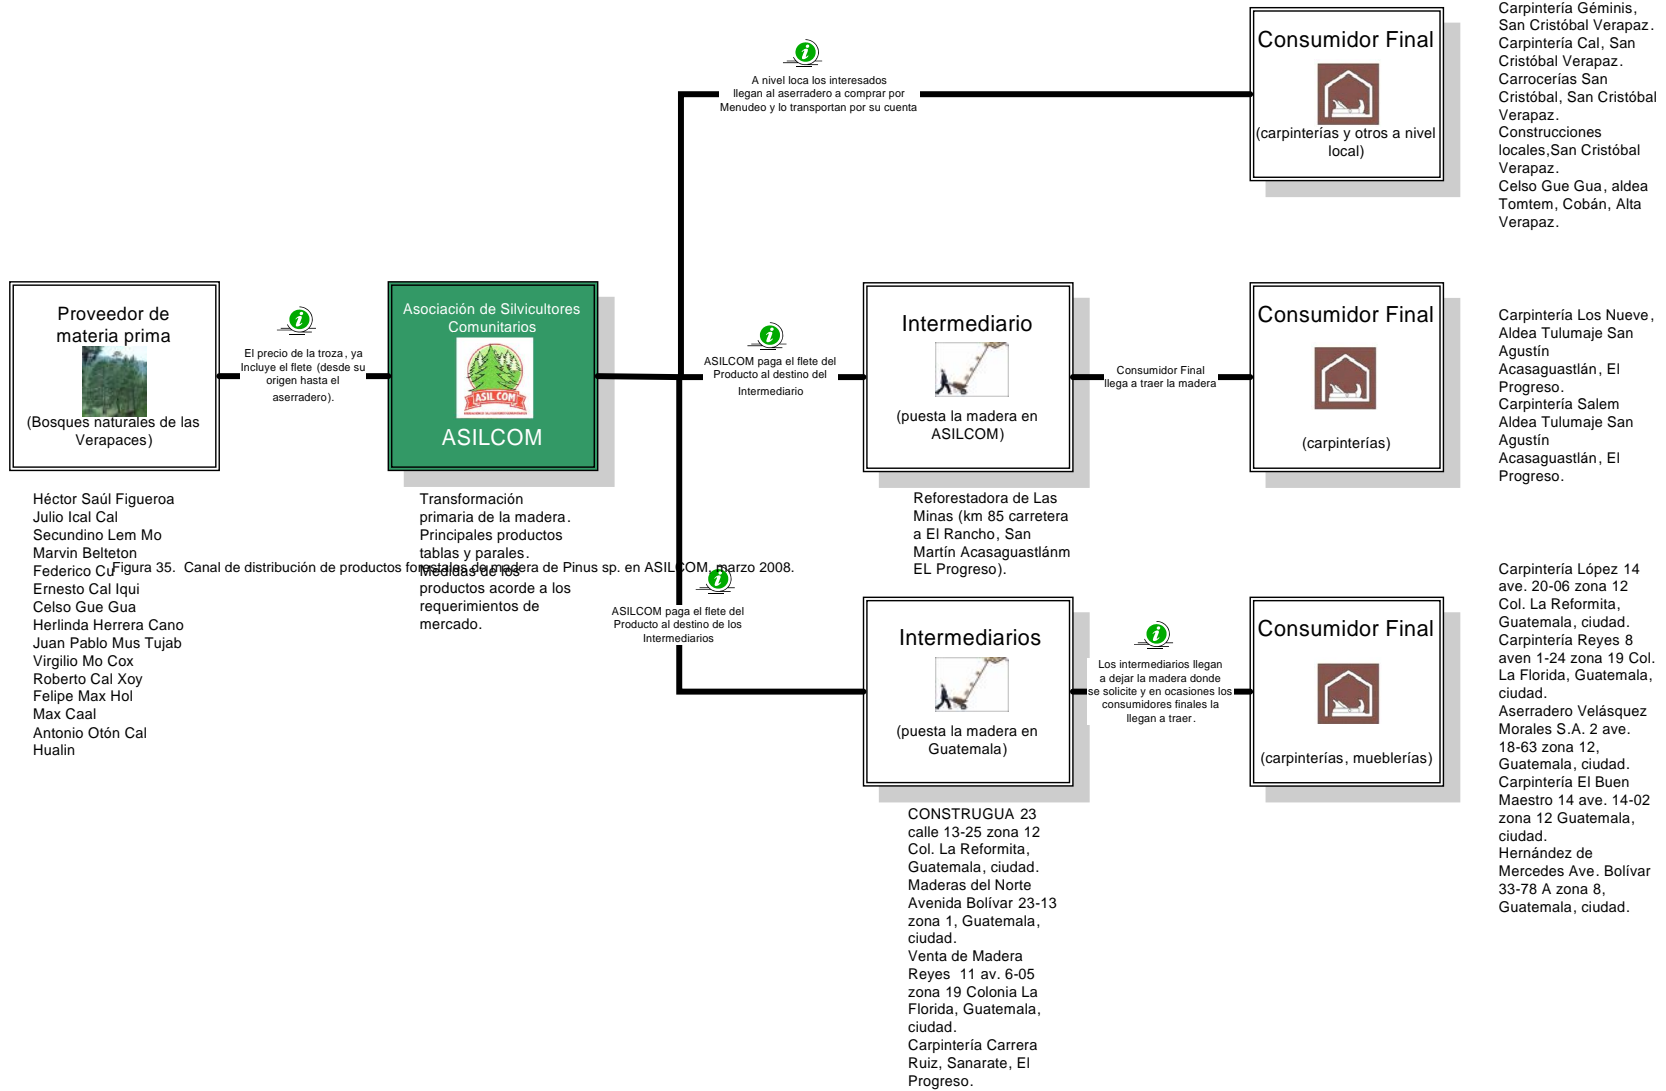 Carpintería Géminis,
San Cristóbal Verapaz.
Carpintería Cal, San
Cristóbal Verapaz.
Carrocerías San
Cristóbal, San Cristóbal
Verapaz.
Construcciones
locales,San Cristóbal
Verapaz.
Celso Gue Gua, aldea
Tomtem, Cobán, Alta
Verapaz.
Consumidor Final
(carpinterías y otros a nivel
local)
A nivel loca los interesados
llegan al aserradero a comprar por
Menudeo y lo transportan por su cuenta
Proveedor de
materia prima
(Bosques naturales de las
Verapaces)
El precio de la troza, ya
Incluye el flete (desde su
origen hasta el
aserradero).
Asociación de Silvicultores
Comunitarios
ASIL COM
ASILCOM
ASILCOM paga el flete del
Producto al destino del
Intermediario
Intermediario
(puesta la madera en
ASILCOM)
Consumidor Final
llega a traer la madera
Consumidor Final
(carpinterías)
Carpintería Los Nueve,
Aldea Tulumaje San
Agustín
Acasaguastlán, El
Progreso.
Carpintería Salem
Aldea Tulumaje San
Agustín
Acasaguastlán, El
Progreso.
Héctor Saúl Figueroa
Julio Ical Cal
Secundino Lem Mo
Marvin Belteton
Federico Cu
Ernesto Cal Iqui
Celso Gue Gua
Herlinda Herrera Cano
Juan Pablo Mus Tujab
Virgilio Mo Cox
Roberto Cal Xoy
Felipe Max Hol
Max Caal
Antonio Otón Cal
Hualin
Transformación
primaria de la madera.
Principales productos
tablas y parales.
Medidas de los
productos acorde a los
requerimientos de
mercado.
Figura 35.  Canal de distribución de productos forestales de madera de Pinus sp. en ASILCOM, marzo 2008.
Reforestadora de Las
Minas (km 85 carretera
a El Rancho, San
Martín Acasaguastlánm
EL Progreso).
ASILCOM paga el flete del
Producto al destino de los
Intermediarios
Intermediarios
(puesta la madera en
Guatemala)
Los intermediarios llegan
a dejar la madera donde
se solicite y en ocasiones los
consumidores finales la
llegan a traer.
Consumidor Final
(carpinterías, mueblerías)
Carpintería López 14
ave. 20-06 zona 12
Col. La Reformita,
Guatemala, ciudad.
Carpintería Reyes 8
aven 1-24 zona 19 Col.
La Florida, Guatemala,
ciudad.
Aserradero Velásquez
Morales S.A. 2 ave.
18-63 zona 12,
Guatemala, ciudad.
Carpintería El Buen
Maestro 14 ave. 14-02
zona 12 Guatemala,
ciudad.
Hernández de
Mercedes Ave. Bolívar
33-78 A zona 8,
Guatemala, ciudad.
CONSTRUGUA 23
calle 13-25 zona 12
Col. La Reformita,
Guatemala, ciudad.
Maderas del Norte
Avenida Bolívar 23-13
zona 1, Guatemala,
ciudad.
Venta de Madera
Reyes  11 av. 6-05
zona 19 Colonia La
Florida, Guatemala,
ciudad.
Carpintería Carrera
Ruiz, Sanarate, El
Progreso.